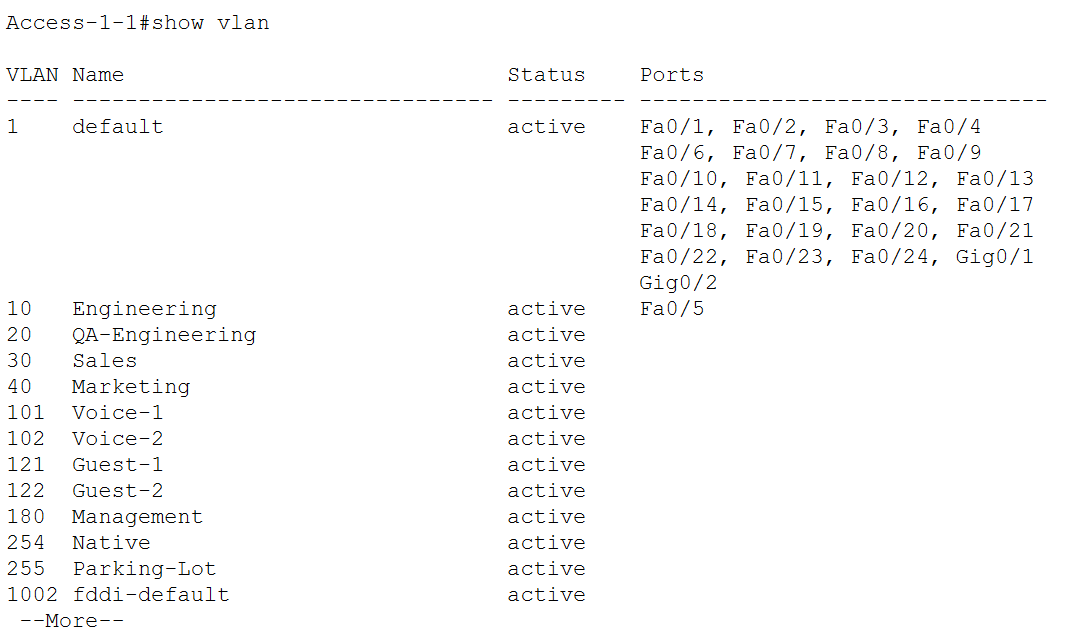 Access-1-1#show vlan
VLAN Name                             Status    Ports
---- -------------------------------- --------- -------------------------------
1    default                          active    Fa0/1, Fa0/2, Fa0/3, Fa0/4
                                                Fa0/6, Fa0/7, Fa0/8, Fa0/9
                                                Fa0/10, Fa0/11, Fa0/12, Fa0/13
                                                Fa0/14, Fa0/15, Fa0/16, Fa0/17
                                                Fa0/18, Fa0/19, Fa0/20, Fa0/21
                                                Fa0/22, Fa0/23, Fa0/24, Gig0/1
                                                Gig0/2
10   Engineering                      active    Fa0/5
20   QA-Engineering                   active
30   Sales                            active
40   Marketing                        active
101  Voice-1                          active
102  Voice-2                          active
121  Guest-1                          active
122  Guest-2                          active
180  Management                       active
254  Native                           active
255  Parking-Lot                      active
1002 fddi-default                     active
 --More--